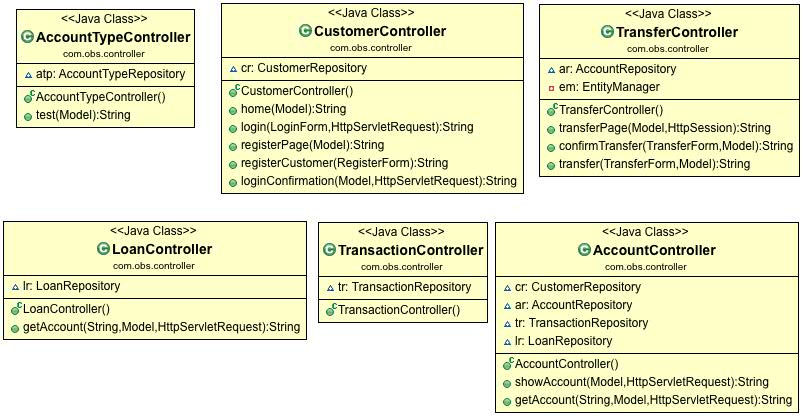 <<Java Class>>
AccountTypeController
com.obs.controller
atp: AccountTypeRepository
AccountTypeController()
test(Model):String
<<Java Class>>
CustomerController
com.obs.controller
cr: CustomerRepository
CustomerController()
home(Model):String
login(LoginForm,HttpServletRequest):String
registerPage(Model):String
registerCustomer(RegisterForm):String
loginConfirmation(Model,HttpServletRequest):String
<<Java Class>>
TransferController
com.obs.controller
ar: AccountRepository
em: EntityManager
TransferController()
transferPage(Model,HttpSession):String
confirmTransfer(TransferForm,Model):String
transfer(TransferForm,Model):String
<<Java Class>>
LoanController
com.obs.controller
lr: LoanRepository
LoanController()
getAccount(String,Model,HttpServletRequest):String
<<Java Class>>
TransactionController
com.obs.controller
tr: TransactionRepository
TransactionController()
<<Java Class>>
AccountController
com.obs.controller
cr: CustomerRepository
ar: AccountRepository
tr: TransactionRepository
lr: LoanRepository
AccountController()
showAccount(Model,HttpServletRequest):String
getAccount(String,Model,HttpServletRequest):String